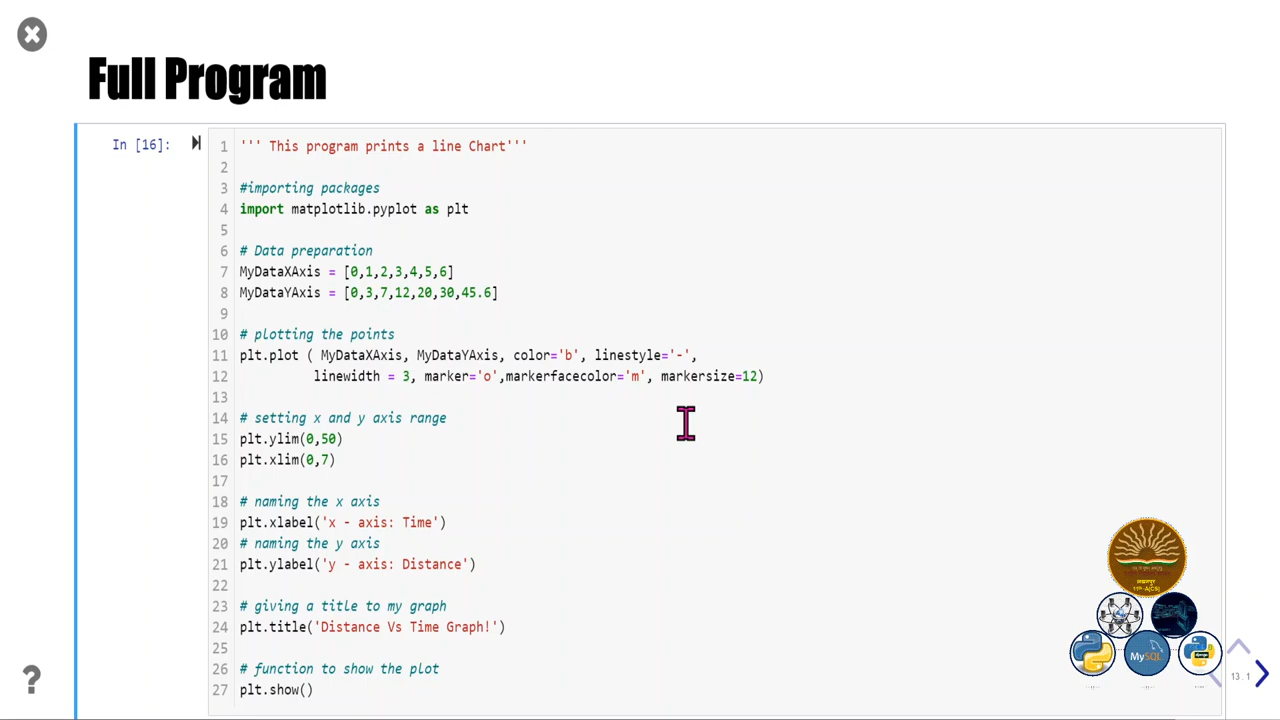 Full Program
In [16]:
1 ''' This program prints a line Chart'''
2
3 #importing packages
4 import matplotlib.pyplot as plt
5
6 # Data preparation
7 MyDataXAxis = [0,1,2,3,4,5,6]
8 MyDataYAxis = [0,3,7,12,20,30,45.6]
9
10 # plotting the points
11 plt.plot ( MyDataXAxis, MyDataYAxis, color='b', linestyle='-',
12 linewidth = 3, marker='o',markerfacecolor='m', markersize=12)
13
14 # setting x and y axis range
15 plt.ylim(0,50)
16 plt.xlim(0,7)
17
18 # naming the x axis
19 plt.xlabel('x - axis: Time')
20 # naming the y axis
21 plt.ylabel('y - axis: Distance')
22
23 # giving a title to my graph
24 plt.title('Distance Vs Time Graph!')
25
26 # function to show the plot
27 plt.show()
11th-A(CS)
MySQL
13.1
?